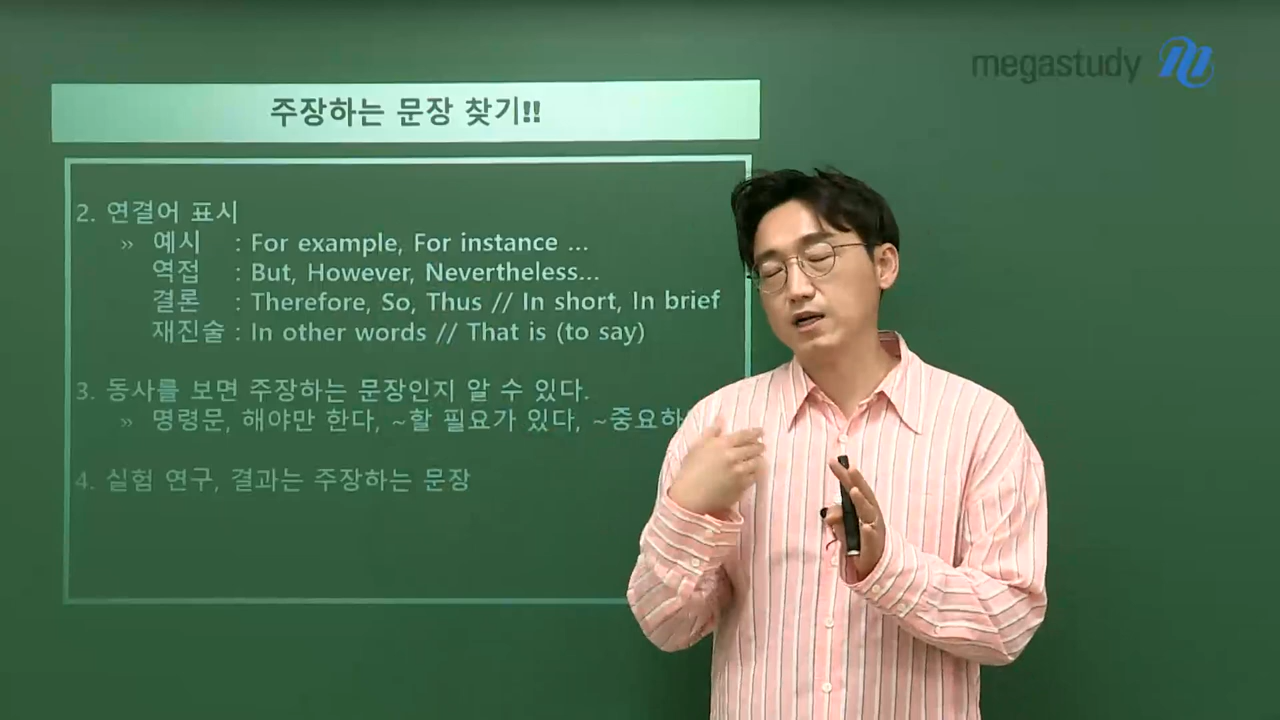 megastudy
주장하는 문장 찾기!!
2. 연결어 표시
» 예시 : For example, For instance ...
» 역접 : But, However, Nevertheless...
결론 : Therefore, So, Thus // In short, In brief
재진술 : In other words // That is (to say)
3. 동사를 보면 주장하는 문장인지 알 수 있다.
» 명령문, 해야만 한다, ~할 필요가 있다, ~중요하
4. 실험 연구, 결과는 주장하는 문장